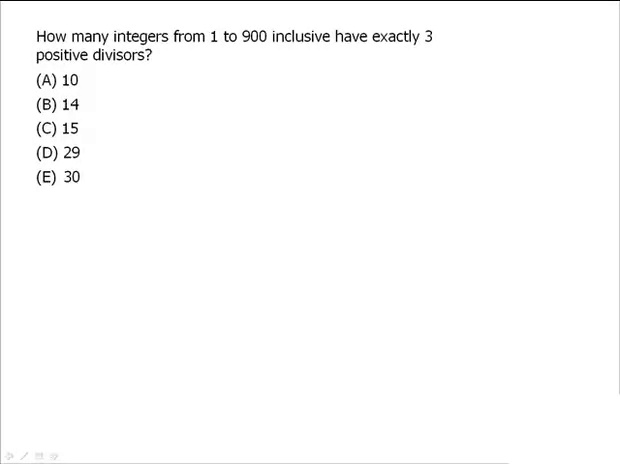 How many integers from 1 to 900 inclusive have exactly 3
positive divisors?
(A) 10
(B) 14
(C) 15
(D) 29
(E) 30